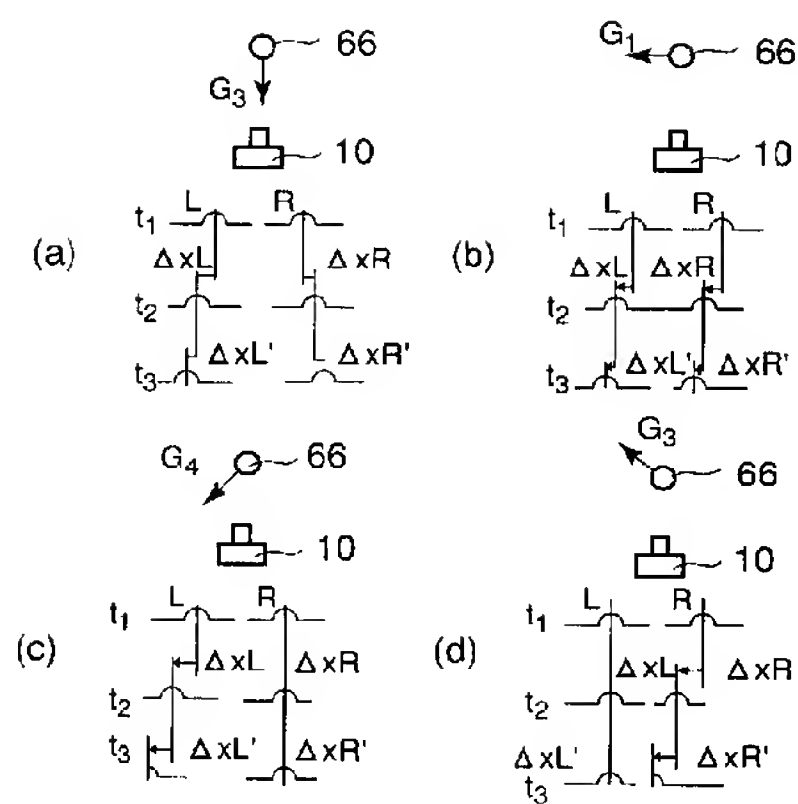 66
G3
10
L R
t1
(a)
ΔxL ΔxR
t2
ΔxL' ΔxR'
t3
G1
66
10
L R
t1
(b)
ΔxL ΔxR
t2
ΔxL' ΔxR'
t3
G4
66
10
L R
t1
(c)
ΔxL ΔxR
t2
t3 ΔxL' ΔxR'
G3
66
10
L R
t1
(d)
ΔxL ΔxR
t2
ΔxL' ΔxR'
t3